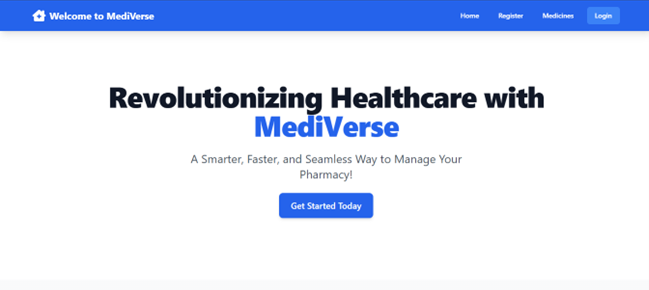 Welcome to MediVerse
Home Register Medicines Login
Revolutionizing Healthcare with
MediVerse
A Smarter, Faster, and Seamless Way to Manage Your
Pharmacy!
Get Started Today